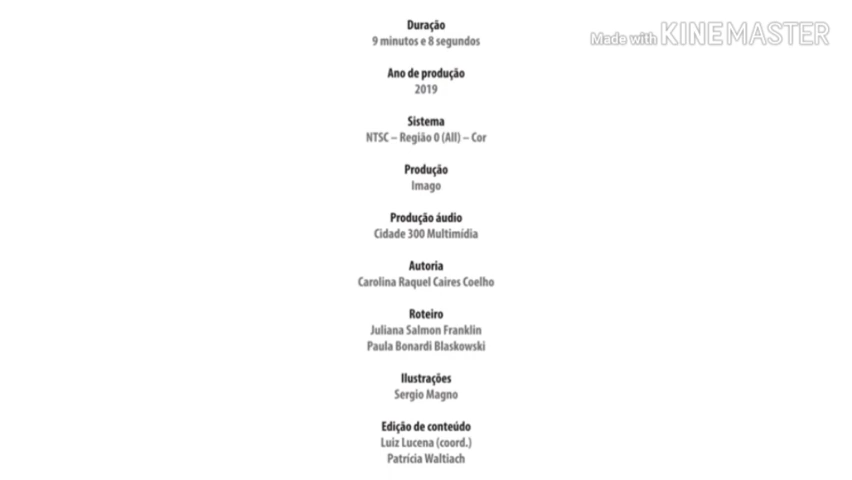 Duração
9 minutos e 8 segundos
Made with KINEMASTER
Ano de produção
2019
Sistema
NTSC – Região 0 (All) – Cor
Produção
Imago
Produção áudio
Cidade 300 Multimídia
Autoria
Carolina Raquel Caires Coelho
Roteiro
Juliana Salmon Franklin
Paula Bonardi Blaskowski
Ilustrações
Sergio Magno
Edição de conteúdo
Luiz Lucena (coord.)
Patrícia Waltiach